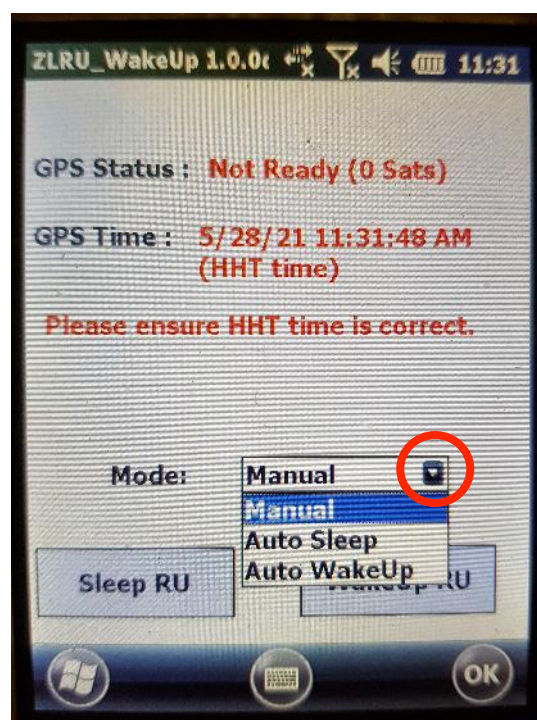 ZLRU_WakeUp 1.0.0 11:31
GPS Status : Not Ready (0 Sats)
GPS Time : 5/28/21 11:31:48 AM
(HHT time)
Please ensure HHT time is correct.
Mode: Manual
Manual
Auto Sleep
Auto WakeUp
Sleep RU WakeUp RU
OK